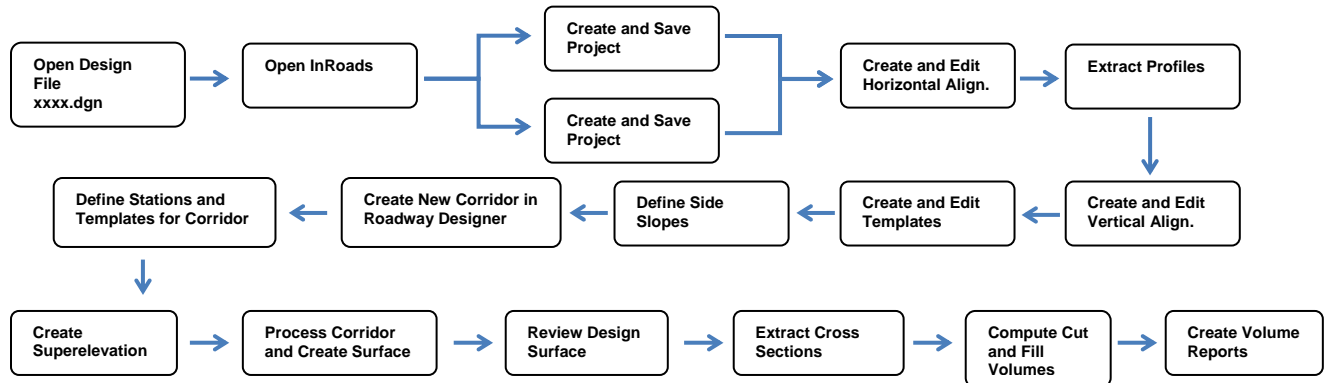 Open Design
File
xxxx.dgn
Open InRoads
Create and Save
Project
Create and Save
Project
Create and Edit
Horizontal Align.
Extract Profiles
Create and Edit
Vertical Align.
Create and Edit
Templates
Define Side
Slopes
Create New Corridor in
Roadway Designer
Define Stations and
Templates for Corridor
Create
Superelevation
Process Corridor
and Create Surface
Review Design
Surface
Extract Cross
Sections
Compute Cut
and Fill
Volumes
Create Volume
Reports